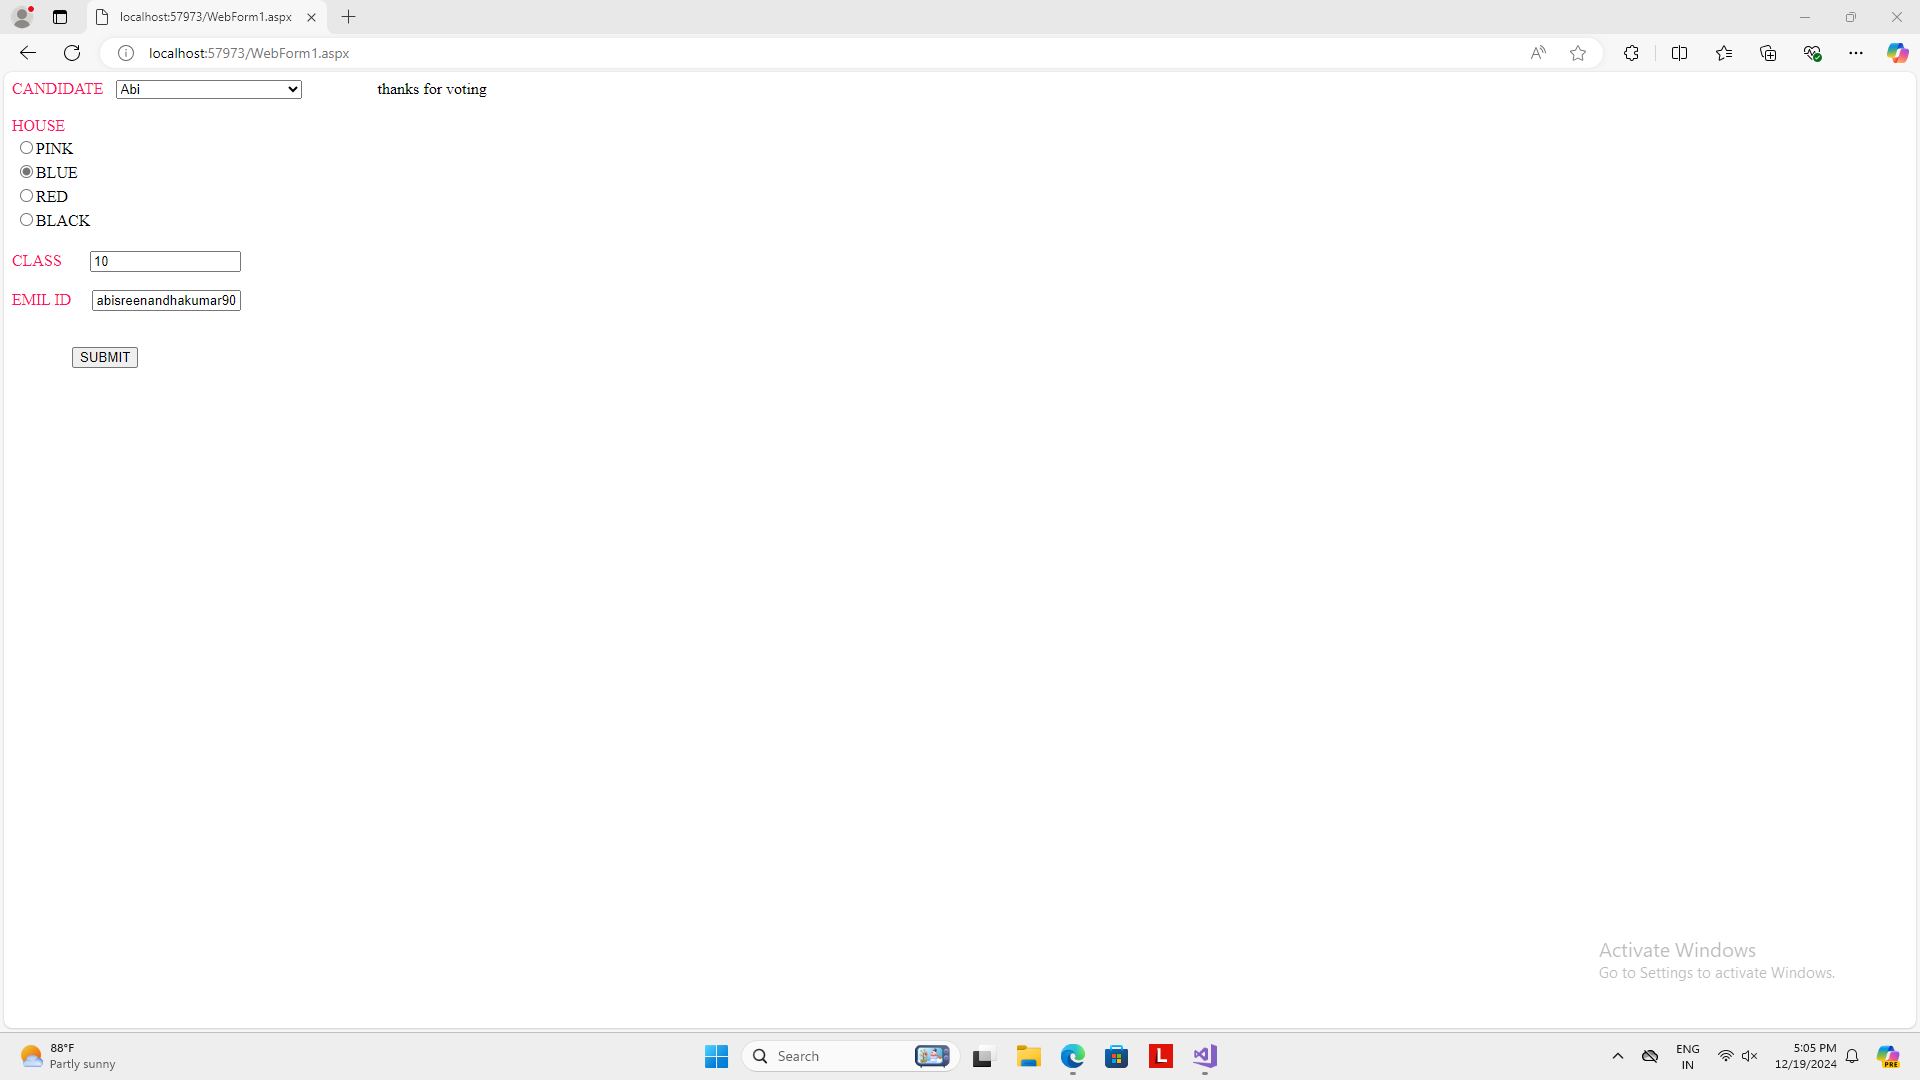 localhost:57973/WebForm1.aspx
localhost:57973/WebForm1.aspx
CANDIDATE Abi thanks for voting
HOUSE
PINK
BLUE
RED
BLACK
CLASS 10
EMIL ID abisreenandhakumar90
SUBMIT
Activate Windows
Go to Settings to activate Windows.
88°F
Partly sunny
Search
L
ENG
IN
5:05 PM
12/19/2024
PRE